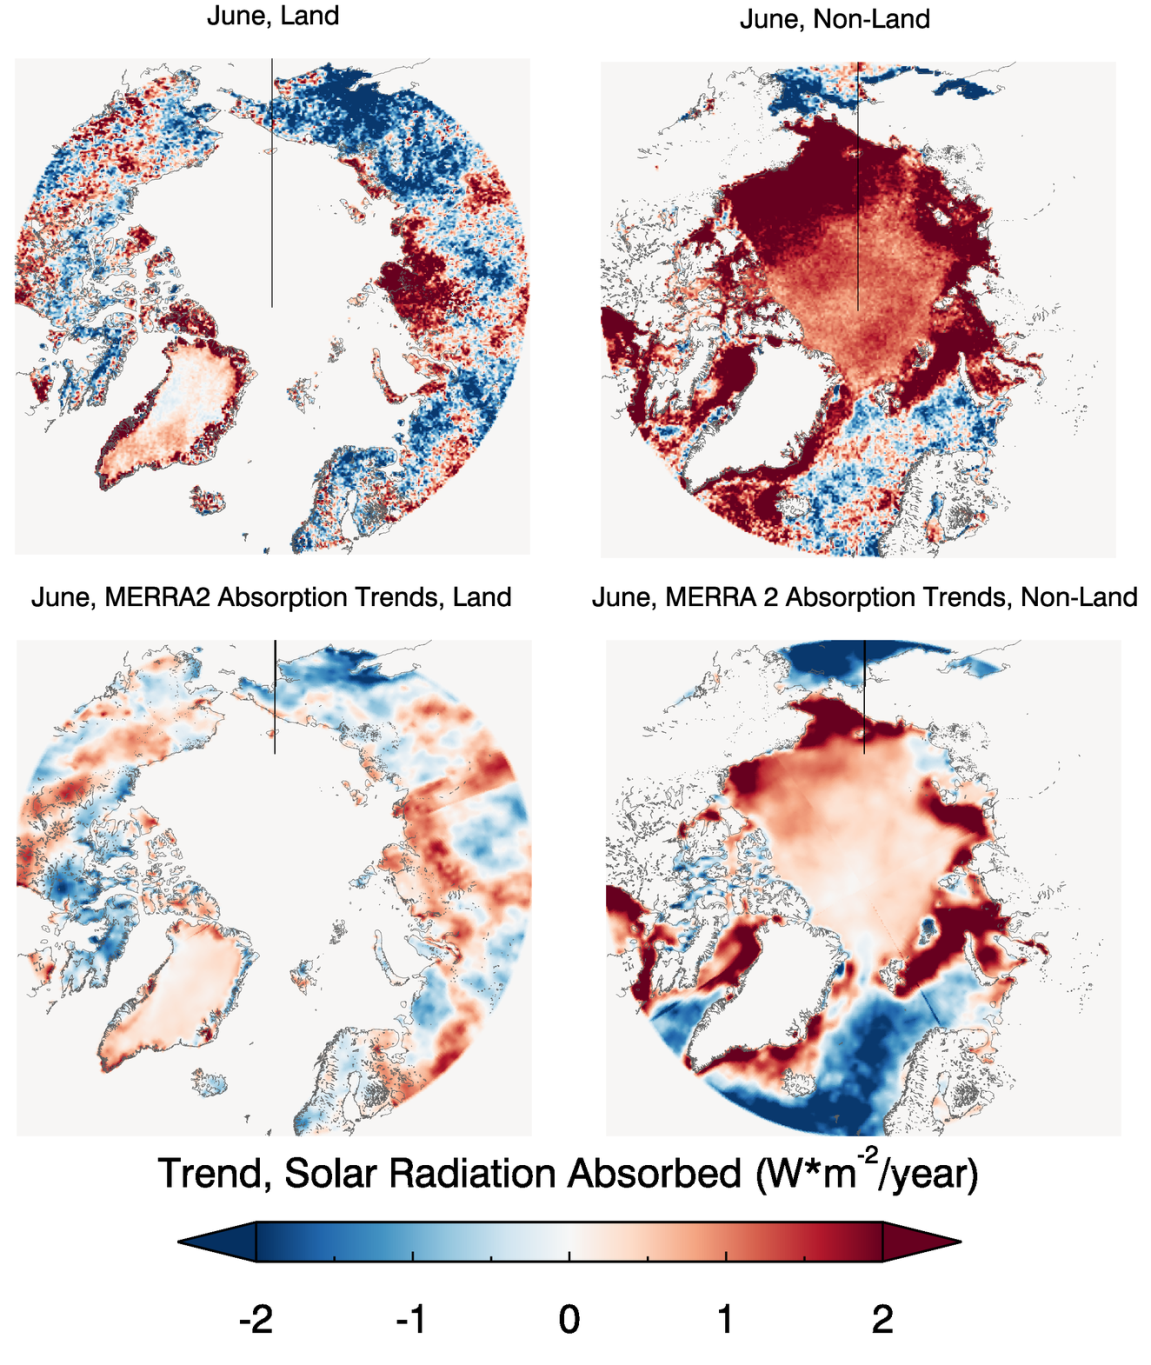 June, Land
June, Non-Land
June, MERRA2 Absorption Trends, Land
June, MERRA 2 Absorption Trends, Non-Land
Trend, Solar Radiation Absorbed (W*m⁻²/year)
-2 -1 0 1 2